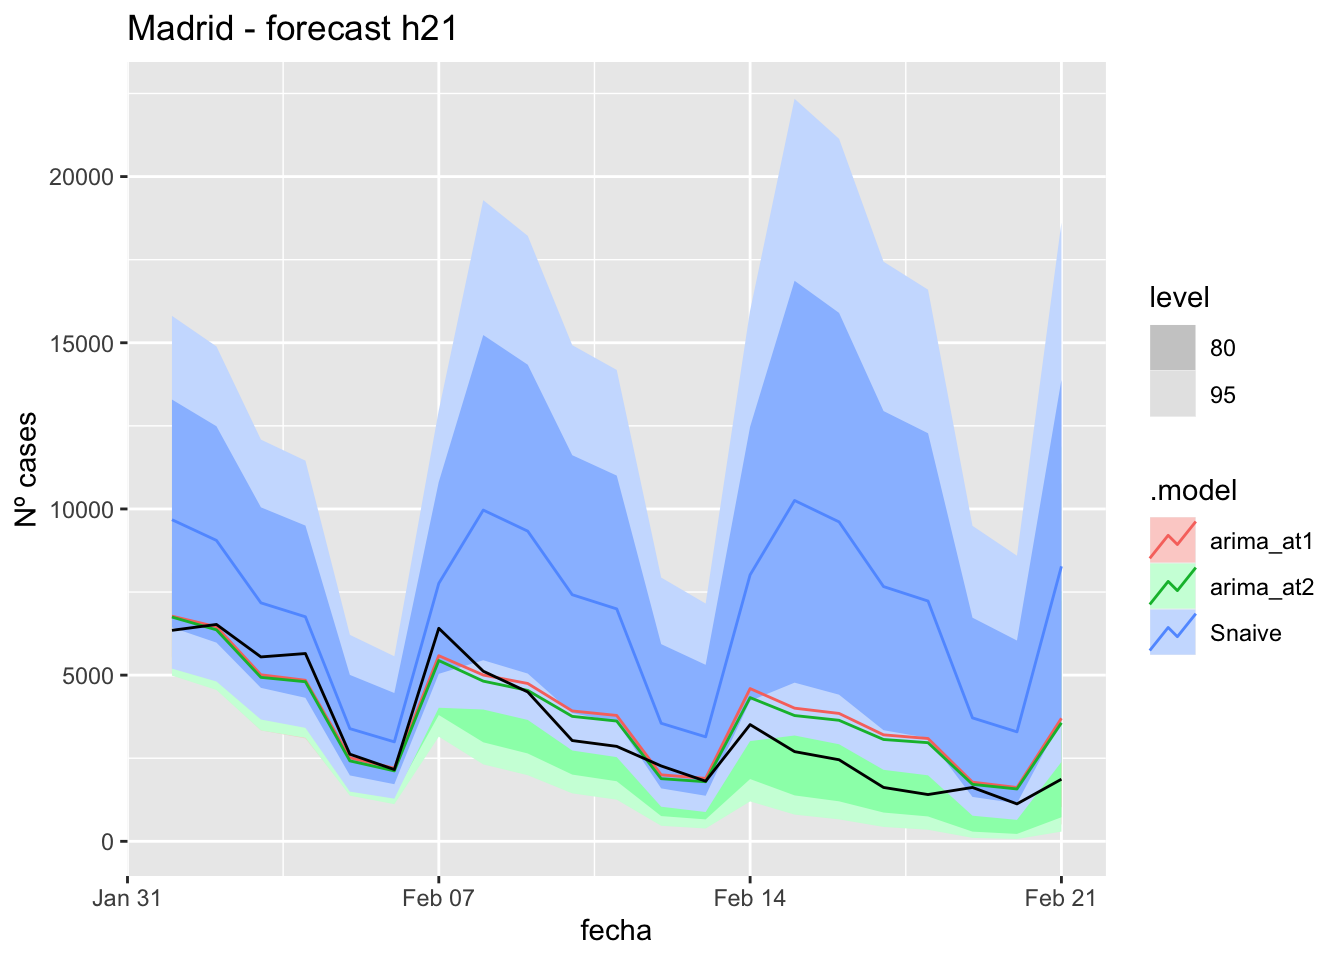 Madrid - forecast h21
Nº cases
20000
15000
10000
5000
0
Jan 31
Feb 07
Feb 14
Feb 21
fecha
level
80
95
.model
arima_at1
arima_at2
Snaive